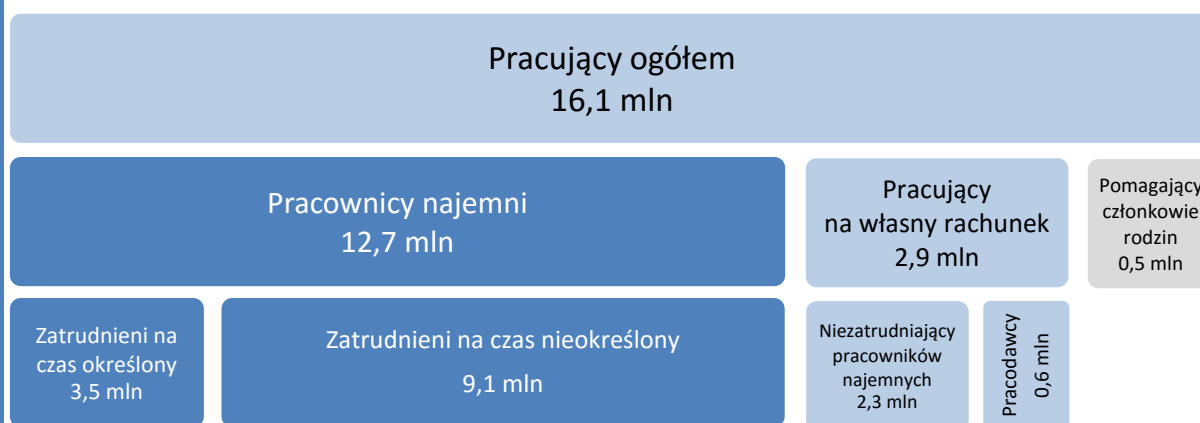 Pracujący ogółem
16,1 mln
Pracownicy najemni
12,7 mln
Pracujący
na własny rachunek
2,9 mln
Pomagający
członkowie
rodzin
0,5 mln
Zatrudnieni na
czas określony
3,5 mln
Zatrudnieni na czas nieokreślony
9,1 mln
Niezatrudniający
pracowników
najemnych
2,3 mln
Pracodawcy
0,6 mln